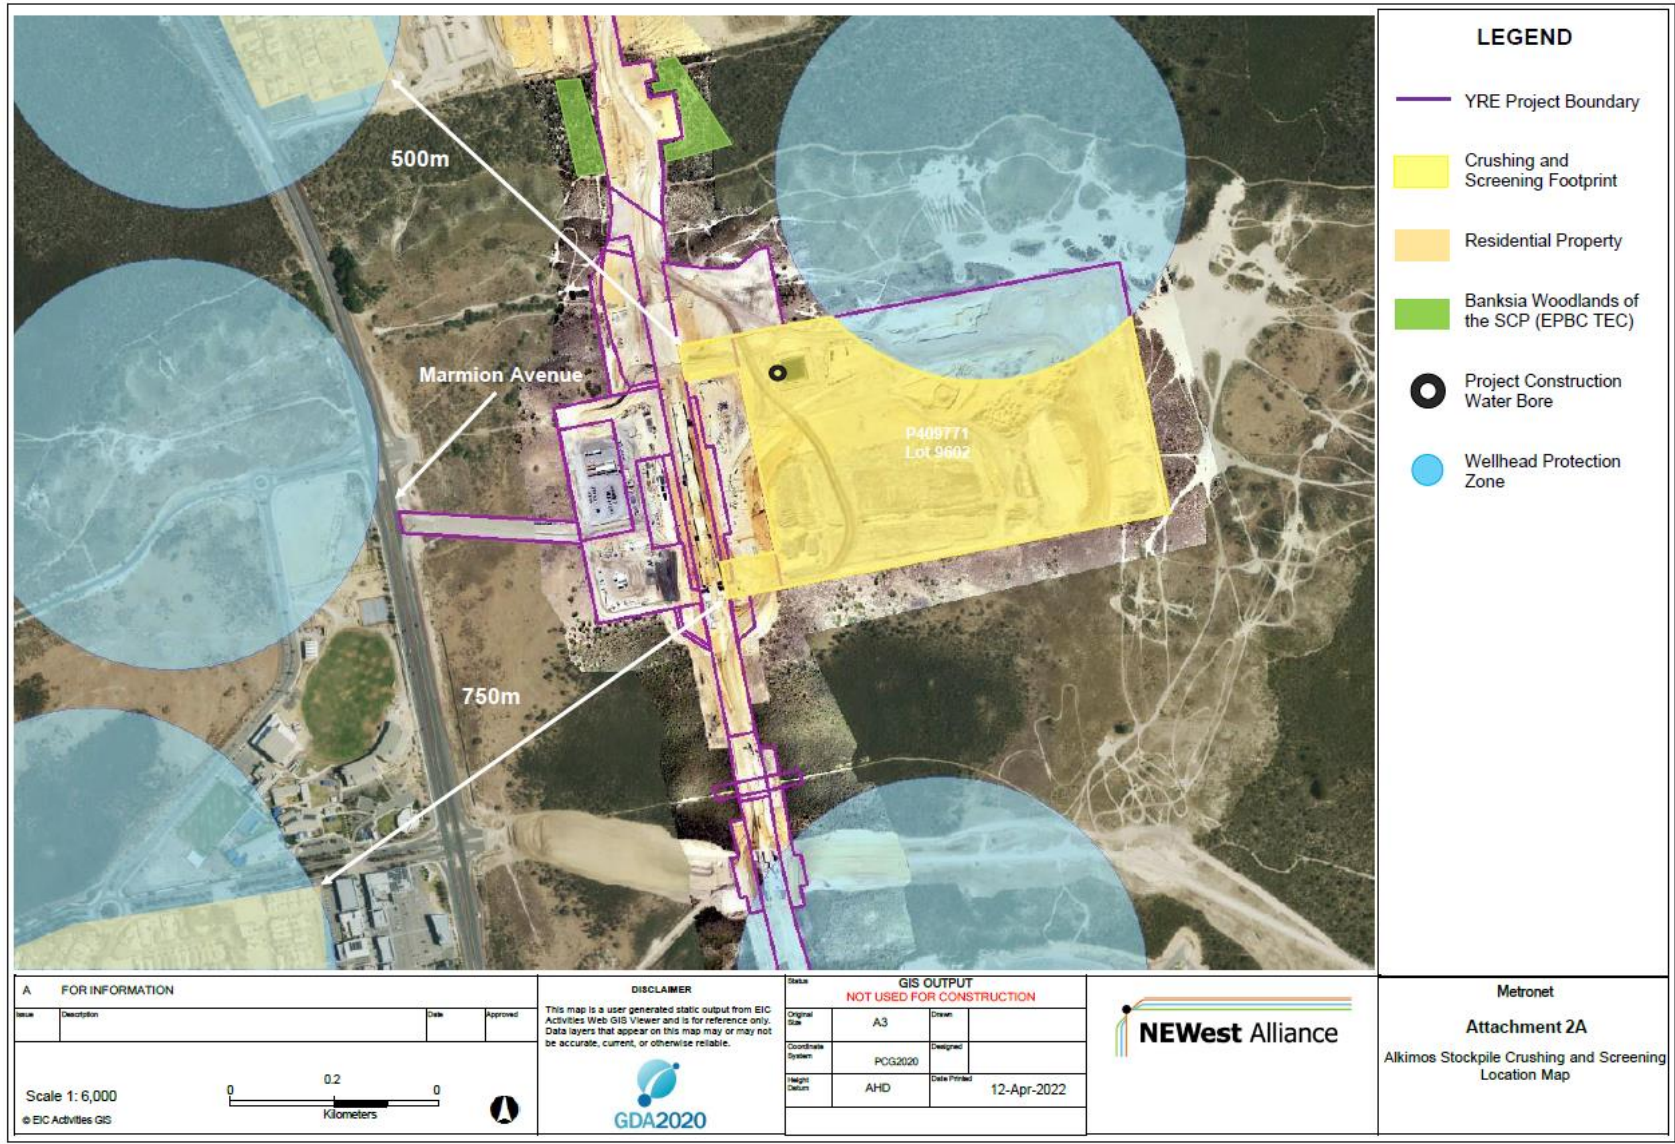 500m
Marmion Avenue
P409771
Lot 9602
750m
LEGEND
YRE Project Boundary
Crushing and
Screening Footprint
Residential Property
Banksia Woodlands of
the SCP (EPBC TEC)
Project Construction
Water Bore
Wellhead Protection
Zone
A FOR INFORMATION
Issue Description Date Approved
Scale 1: 6,000
© EIC Activities GIS
0 0.2 0
Kilometers
DISCLAIMER
This map is a user generated static output from EIC
Activities Web GIS Viewer and is for reference only.
Data layers that appear on this map may or may not
be accurate, current, or otherwise reliable.
GDA2020
Status
GIS OUTPUT
NOT USED FOR CONSTRUCTION
Original
Size
A3
Drawn
Coordinate
System
PCG2020
Designed
Height
Datum
AHD
Date Printed
12-Apr-2022
NEWest Alliance
Metronet
Attachment 2A
Alkimos Stockpile Crushing and Screening
Location Map